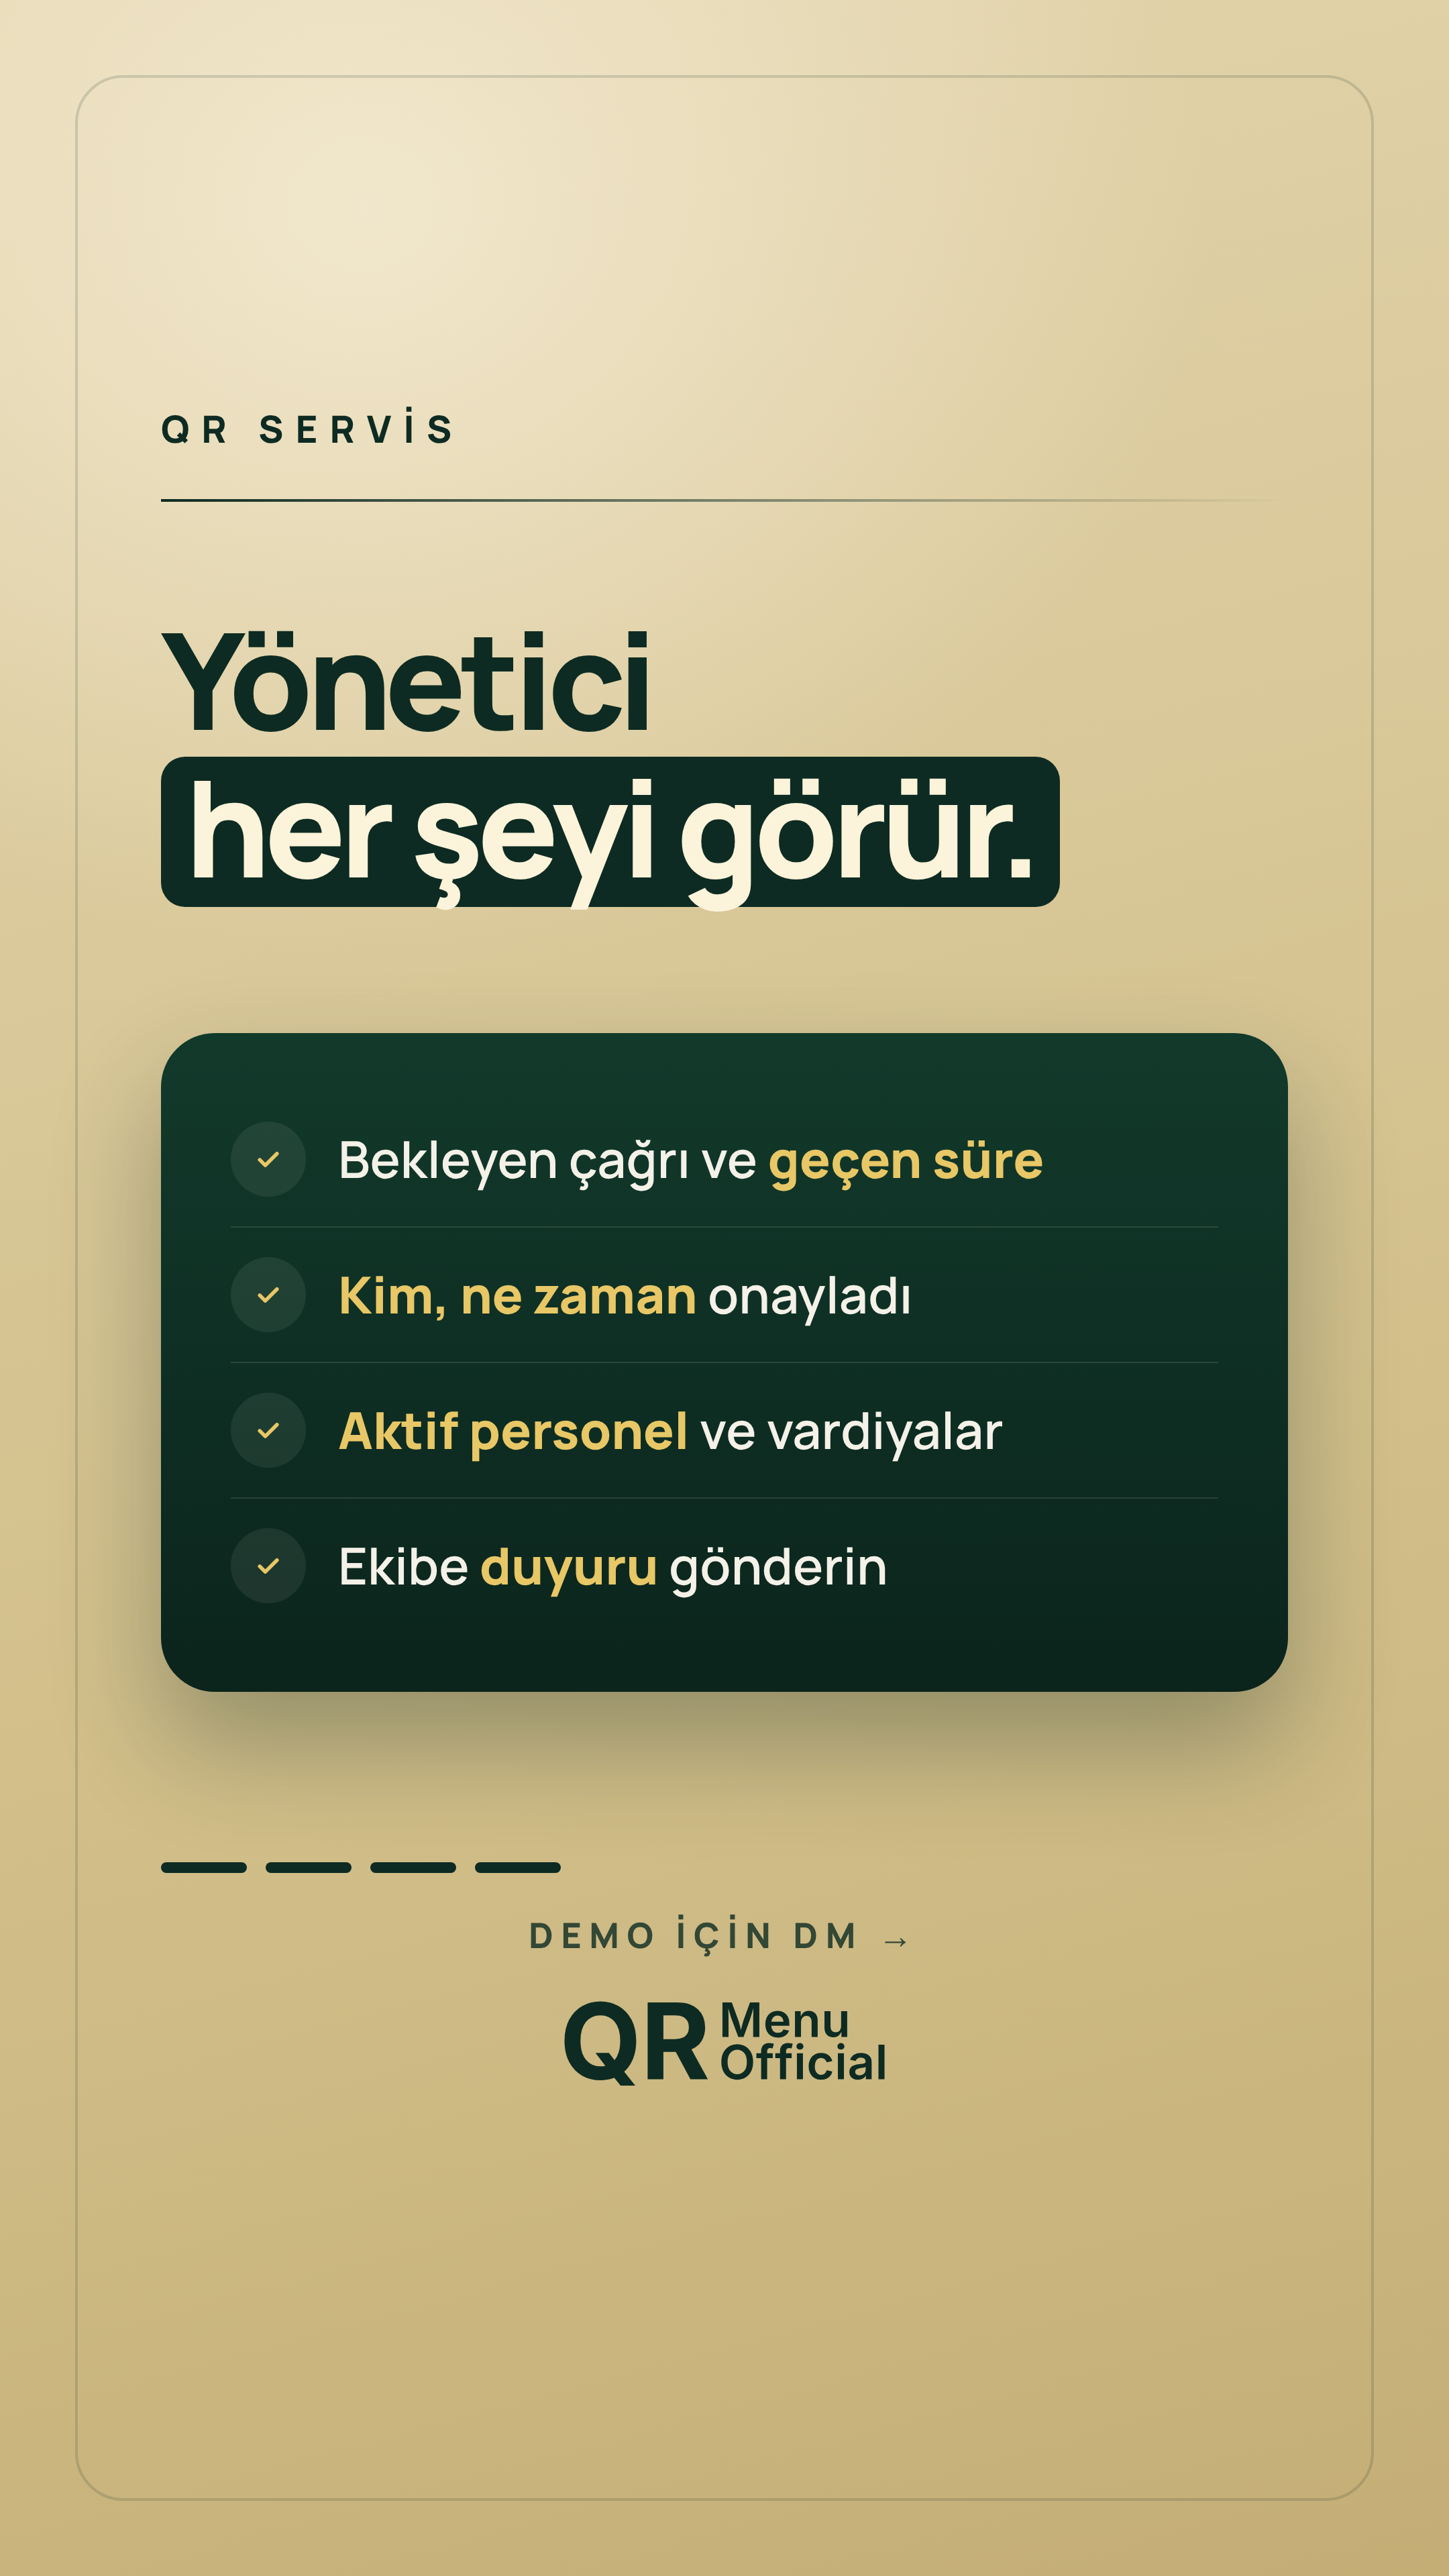 QR SERVİS
Yönetici
her şeyi görür.
Bekleyen çağrı ve geçen süre
Kim, ne zaman onayladı
Aktif personel ve vardiyalar
Ekibe duyuru gönderin
DEMO İÇİN DM →
QR Menu
Official